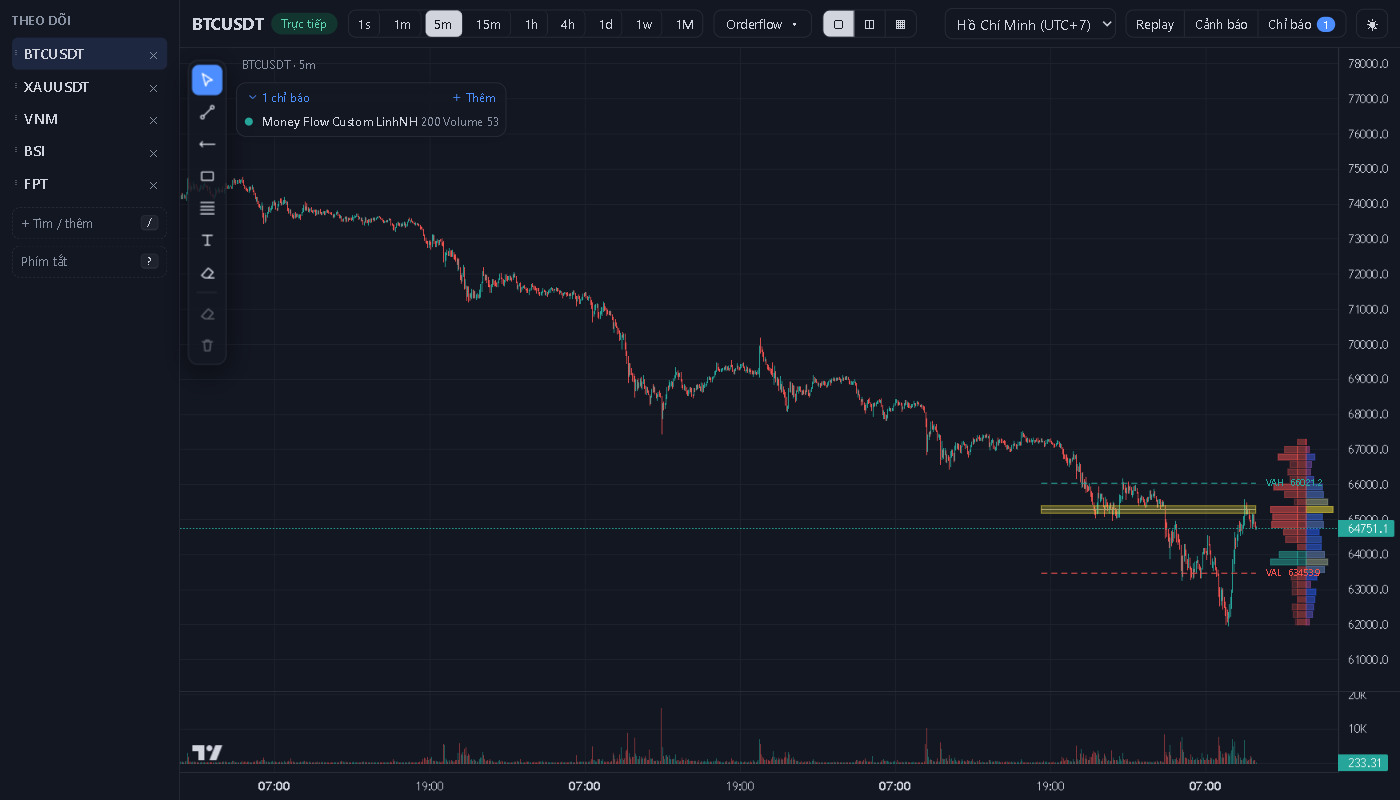 THEO DÕI
BTCUSDT
XAUUSDT
VNM
BSI
FPT
+ Tìm / thêm /
Phím tắt ?
BTCUSDT Trực tiếp 1s 1m 5m 15m 1h 4h 1d 1w 1M Orderflow Hồ Chí Minh (UTC+7) Replay Cảnh báo Chỉ báo 1
BTCUSDT · 5m
1 chỉ báo + Thêm
Money Flow Custom LinhNH 200 Volume 53
T
78000.0
77000.0
76000.0
75000.0
74000.0
73000.0
72000.0
71000.0
70000.0
69000.0
68000.0
67000.0
66000.0
VAH 66021.2
65000.0
64751.1
64000.0
VAL 63453.9
63000.0
62000.0
61000.0
20K
10K
233.31
07:00 19:00 07:00 19:00 07:00 19:00 07:00